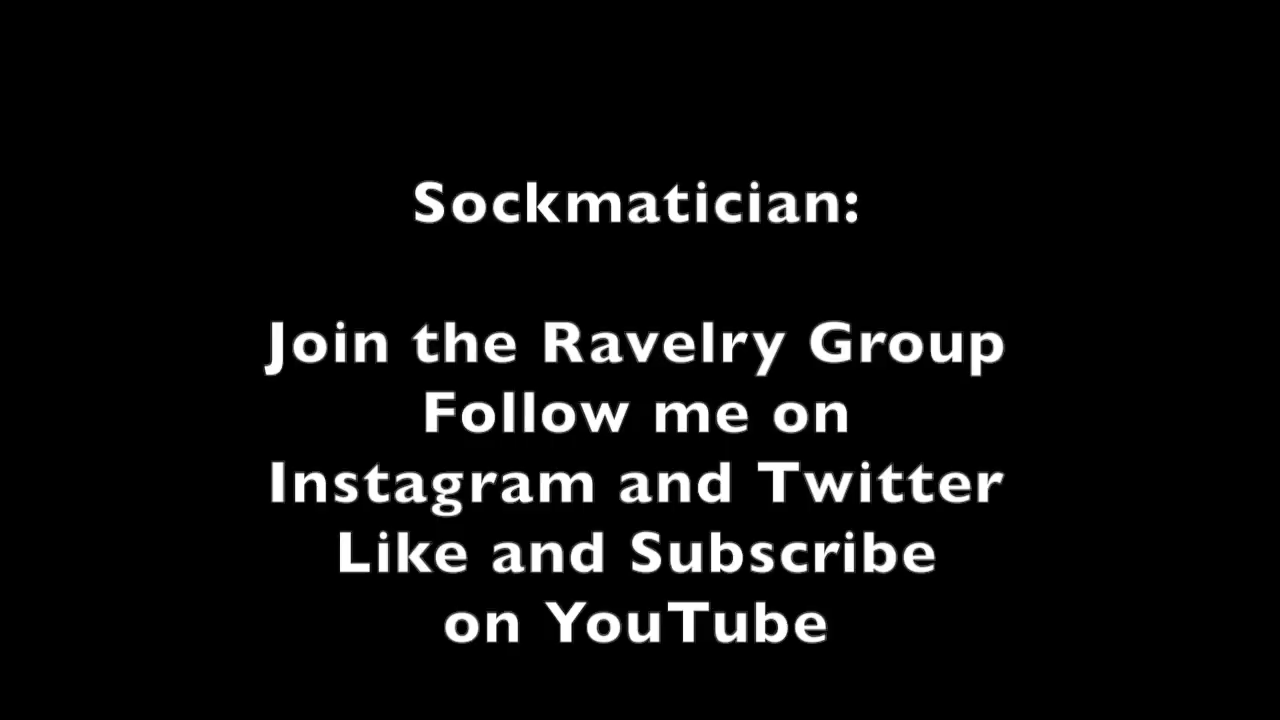 Sockmatician:
Join the Ravelry Group
Follow me on
Instagram and Twitter
Like and Subscribe
on YouTube